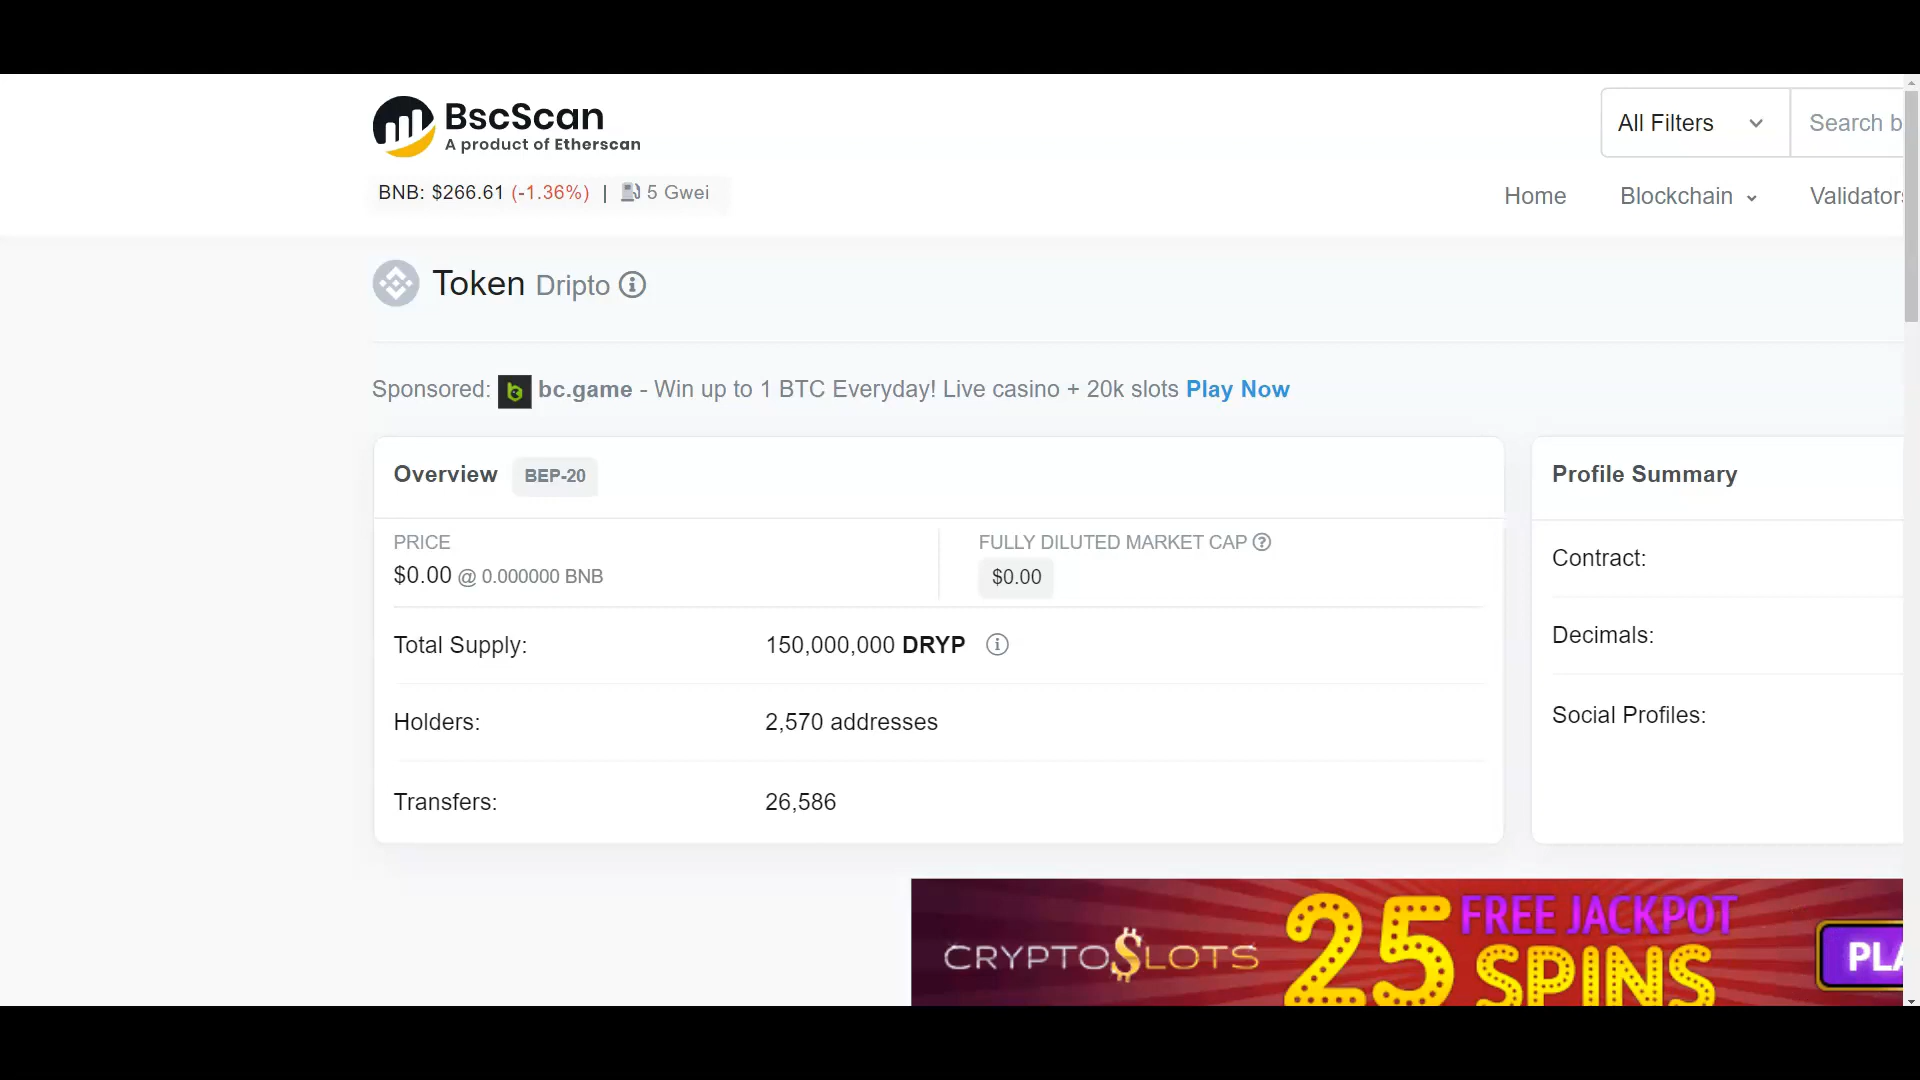 BscScan
A product of Etherscan
All Filters
Search b
BNB: $266.61 (-1.36%) | 5 Gwei
Home Blockchain Validators
Token Dripto
Sponsored: bc.game - Win up to 1 BTC Everyday! Live casino + 20k slots Play Now
Overview BEP-20
Profile Summary
PRICE
$0.00 @ 0.000000 BNB
FULLY DILUTED MARKET CAP
$0.00
Contract:
Total Supply: 150,000,000 DRYP
Decimals:
Holders: 2,570 addresses
Social Profiles:
Transfers: 26,586
CRYPTO$LOTS
25 FREE JACKPOT
SPINS
PLA